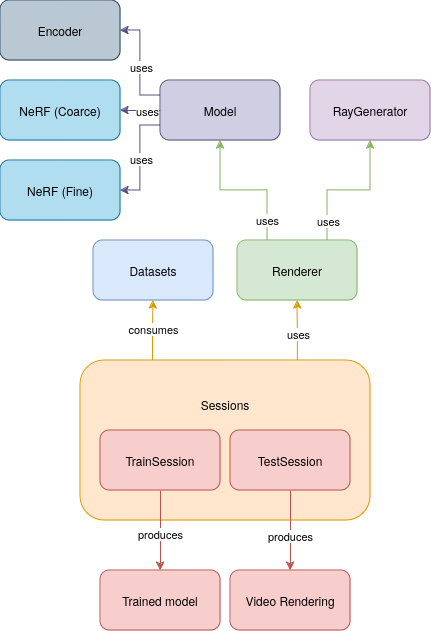 Encoder
uses
NeRF (Coarce)
uses
Model
RayGenerator
uses
NeRF (Fine)
uses
uses
Datasets
Renderer
consumes
uses
Sessions
TrainSession
TestSession
produces
produces
Trained model
Video Rendering